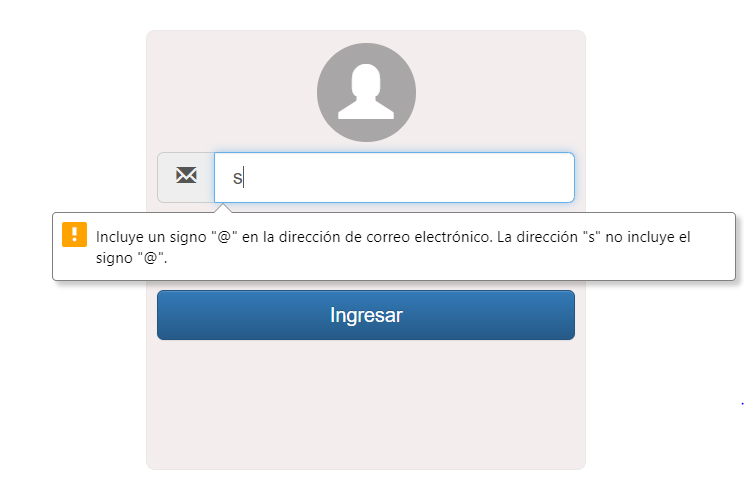 s
Incluye un signo "@" en la dirección de correo electrónico. La dirección "s" no incluye el
signo "@".
Ingresar